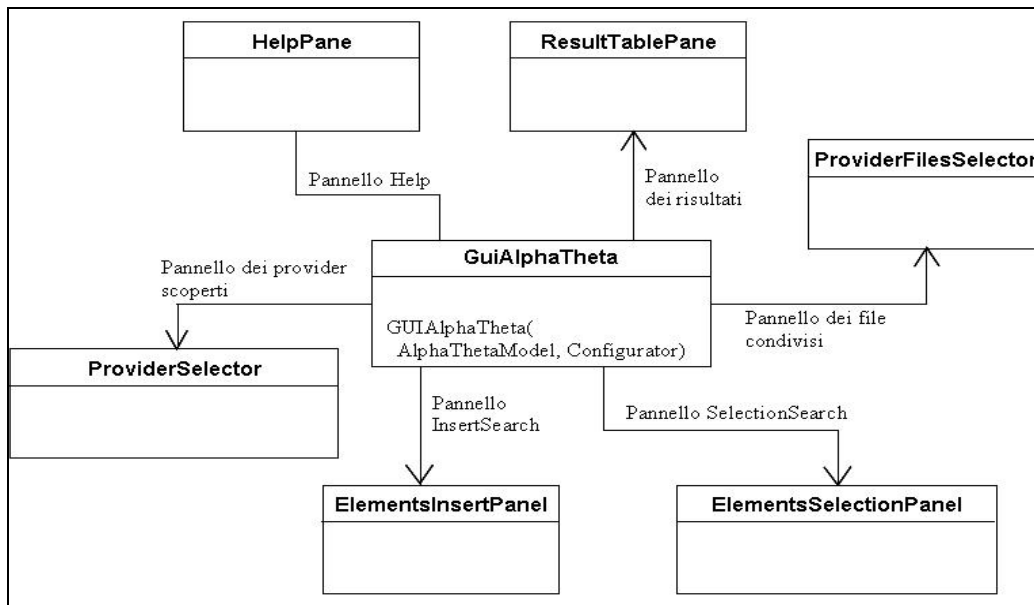 HelpPane
ResultTablePane
ProviderFilesSelector
Pannello Help
Pannello
dei risultati
GuiAlphaTheta
GUIAlphaTheta(
AlphaThetaModel, Configurator)
Pannello dei provider
scoperti
Pannello dei file
condivisi
ProviderSelector
Pannello
InsertSearch
Pannello SelectionSearch
ElementsInsertPanel
ElementsSelectionPanel